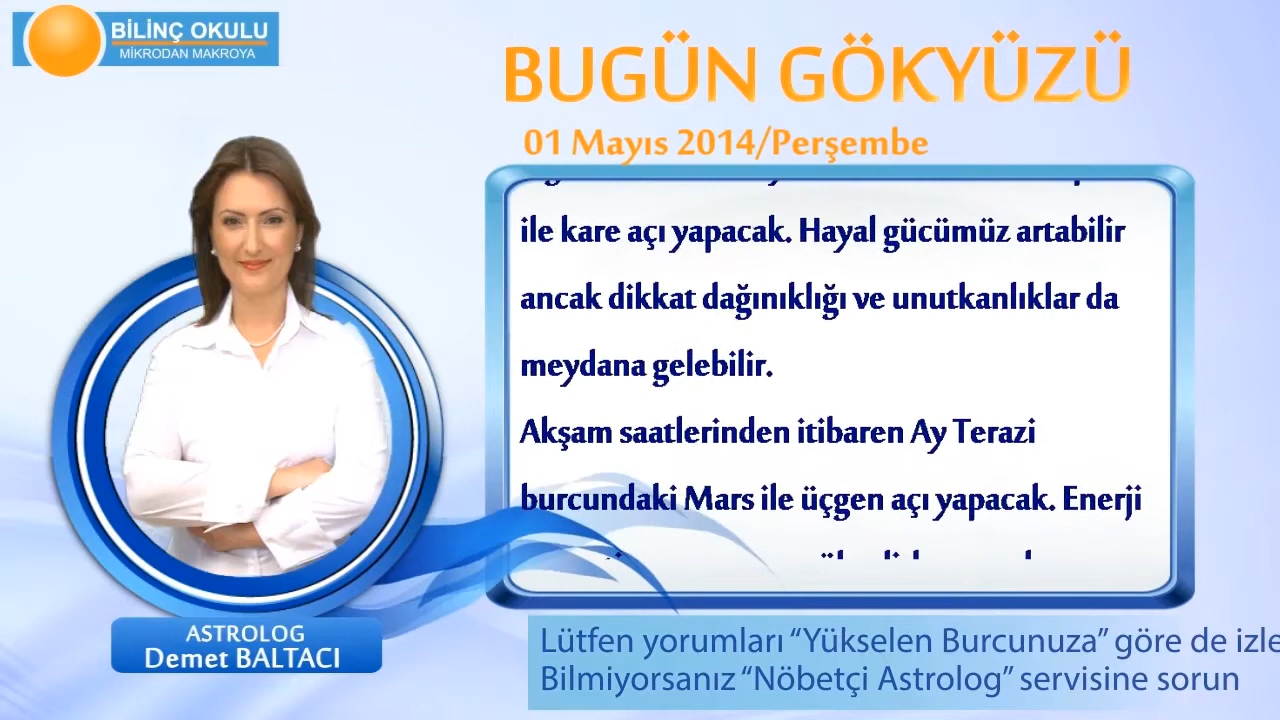 BİLİNÇ OKULU
MİKRODAN MAKROYA
BUGÜN GÖKYÜZÜ
01 Mayıs 2014/Perşembe
ile kare açı yapacak. Hayal gücümüz artabilir
ancak dikkat dağınıklığı ve unutkanlıklar da
meydana gelebilir.
Akşam saatlerinden itibaren Ay Terazi
burcundaki Mars ile üçgen açı yapacak. Enerji
ASTROLOG
Demet BALTACI
Lütfen yorumları “Yükselen Burcunuza” göre de izle
Bilmiyorsanız “Nöbetçi Astrolog” servisine sorun